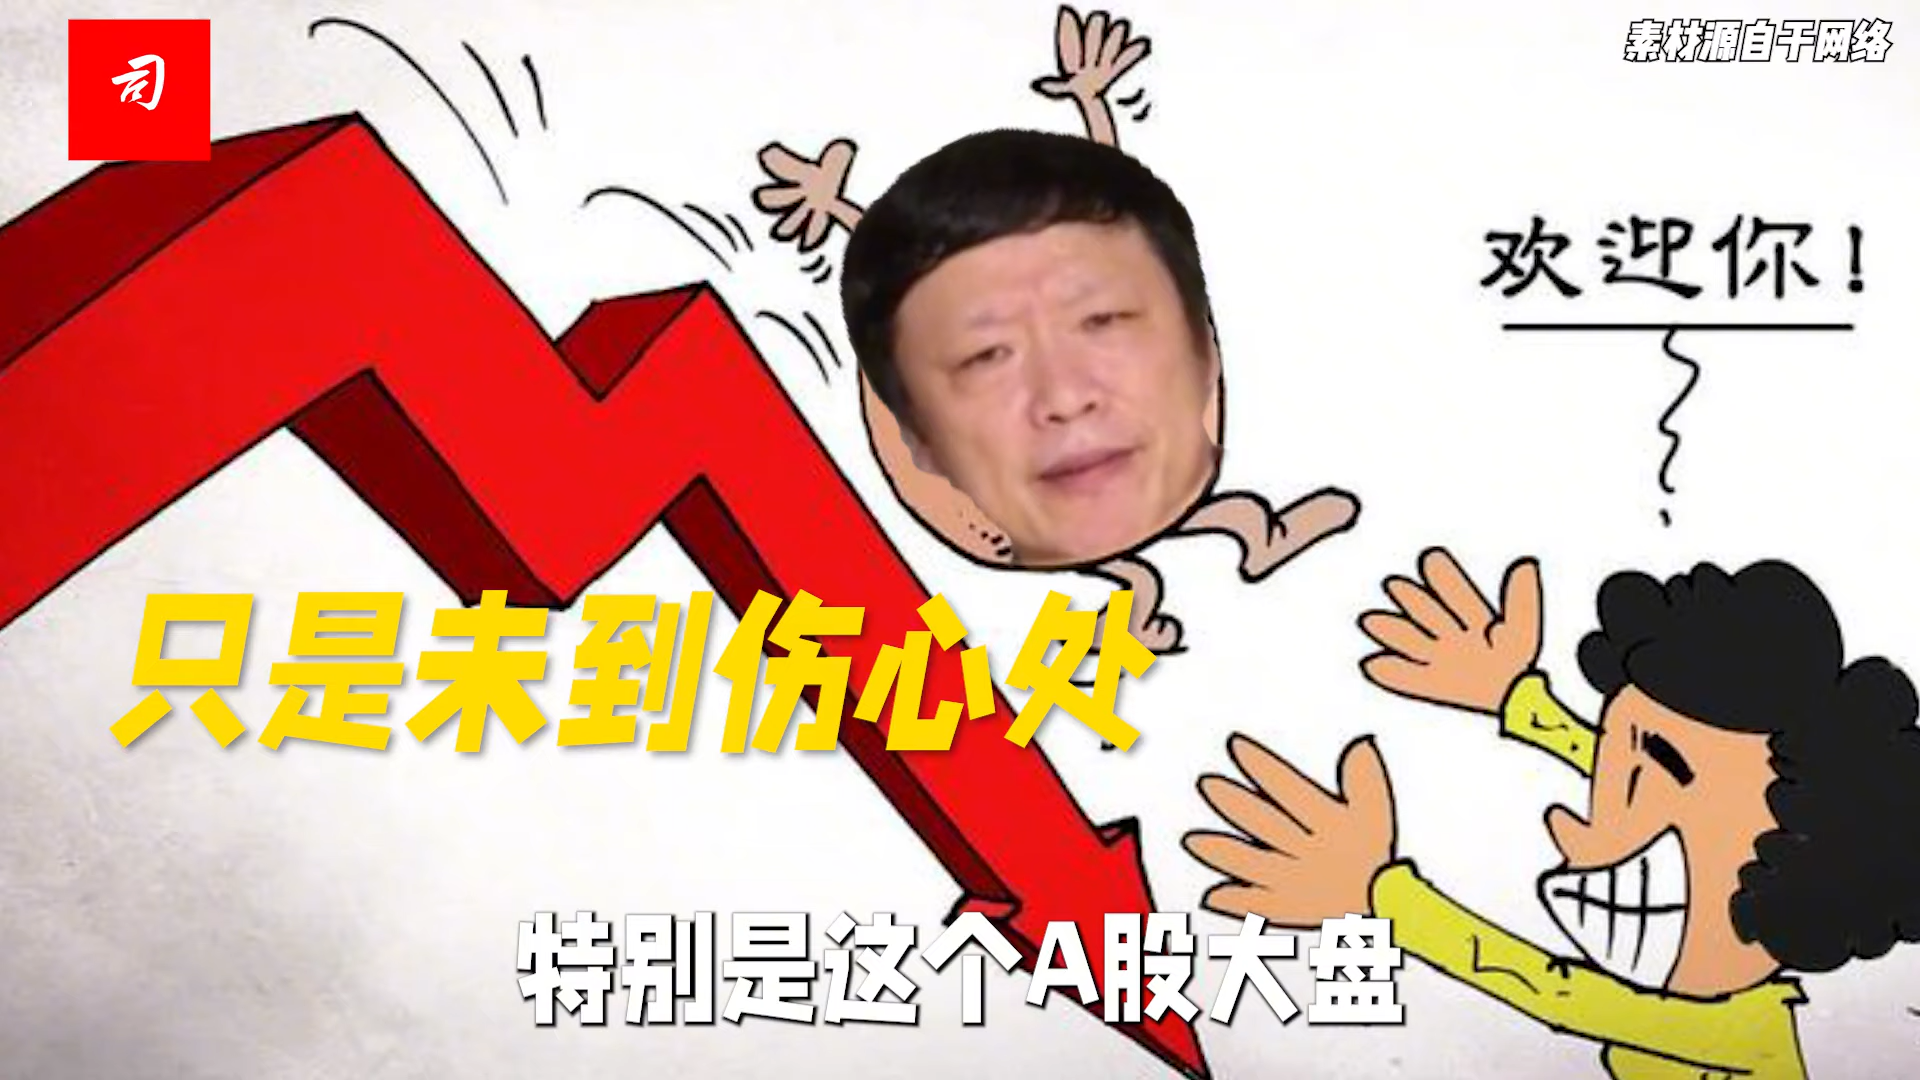 司
素材源自于网络
欢迎你!
只是未到伤心处
特别是这个A股大盘